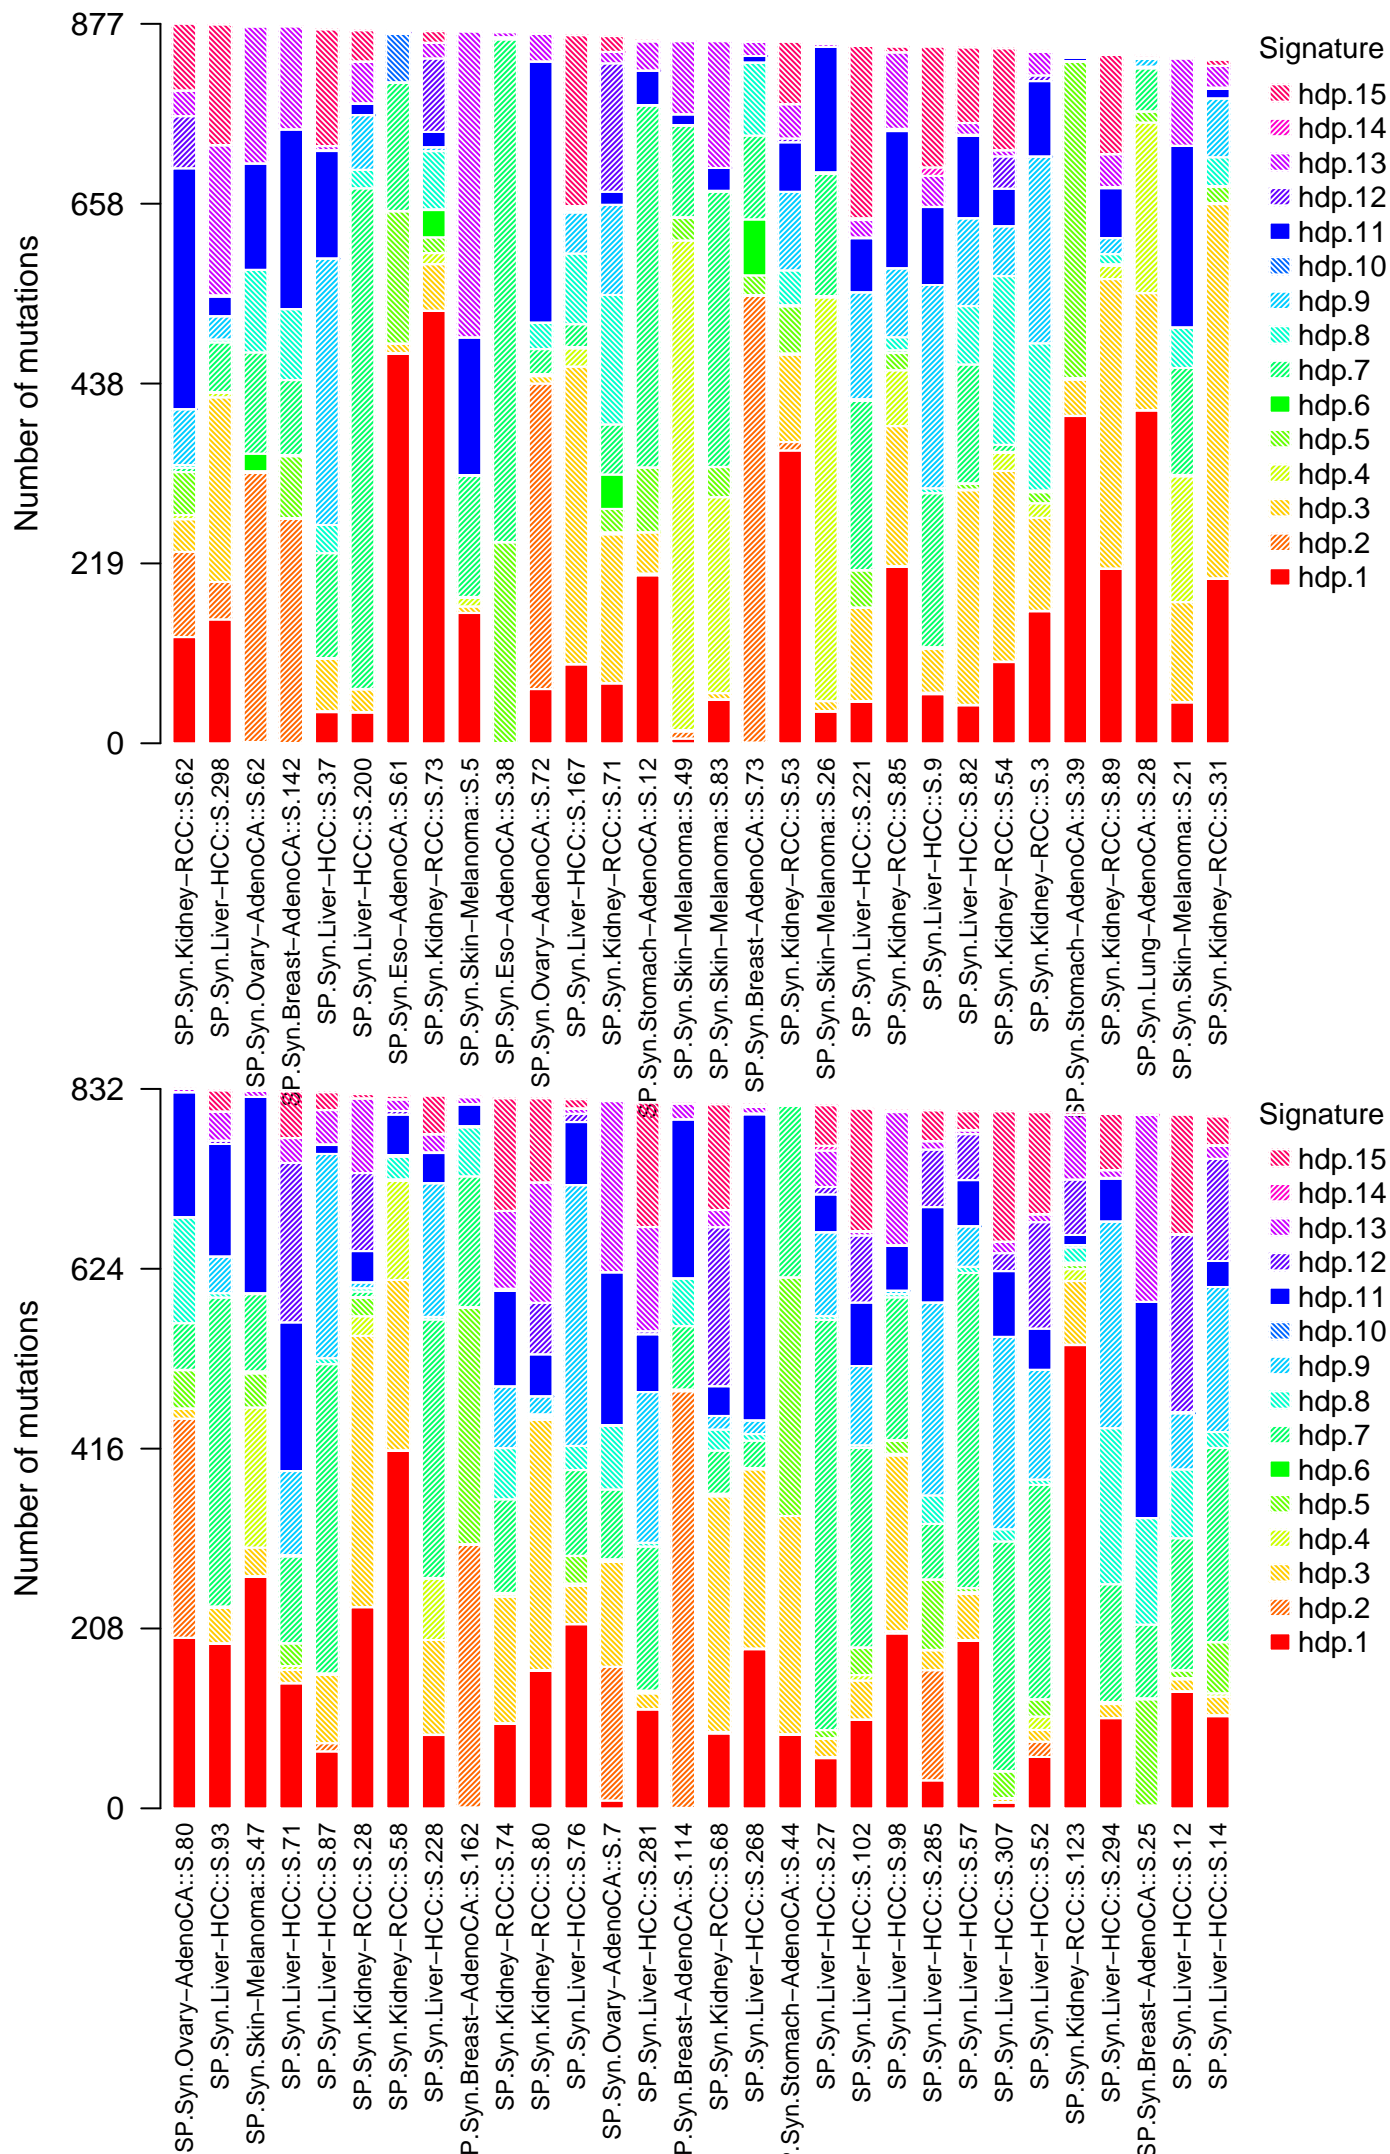 Number of mutations
877
658
438
219
0
Signature
hdp.15
hdp.14
hdp.13
hdp.12
hdp.11
hdp.10
hdp.9
hdp.8
hdp.7
hdp.6
hdp.5
hdp.4
hdp.3
hdp.2
hdp.1
SP.Syn.Kidney−RCC::S.62
SP.Syn.Liver−HCC::S.298
SP.Syn.Ovary−AdenoCA::S.62
SP.Syn.Breast−AdenoCA::S.142
SP.Syn.Liver−HCC::S.37
SP.Syn.Liver−HCC::S.200
SP.Syn.Eso−AdenoCA::S.61
SP.Syn.Kidney−RCC::S.73
SP.Syn.Skin−Melanoma::S.5
SP.Syn.Eso−AdenoCA::S.38
SP.Syn.Ovary−AdenoCA::S.72
SP.Syn.Liver−HCC::S.167
SP.Syn.Kidney−RCC::S.71
SP.Syn.Stomach−AdenoCA::S.12
SP.Syn.Skin−Melanoma::S.49
SP.Syn.Skin−Melanoma::S.83
SP.Syn.Breast−AdenoCA::S.73
SP.Syn.Kidney−RCC::S.53
SP.Syn.Skin−Melanoma::S.26
SP.Syn.Liver−HCC::S.221
SP.Syn.Kidney−RCC::S.85
SP.Syn.Liver−HCC::S.9
SP.Syn.Liver−HCC::S.82
SP.Syn.Kidney−RCC::S.54
SP.Syn.Kidney−RCC::S.3
SP.Syn.Stomach−AdenoCA::S.39
SP.Syn.Kidney−RCC::S.89
SP.Syn.Lung−AdenoCA::S.28
SP.Syn.Skin−Melanoma::S.21
SP.Syn.Kidney−RCC::S.31
Number of mutations
832
624
416
208
0
Signature
hdp.15
hdp.14
hdp.13
hdp.12
hdp.11
hdp.10
hdp.9
hdp.8
hdp.7
hdp.6
hdp.5
hdp.4
hdp.3
hdp.2
hdp.1
SP.Syn.Ovary−AdenoCA::S.80
SP.Syn.Liver−HCC::S.93
SP.Syn.Skin−Melanoma::S.47
SP.Syn.Liver−HCC::S.71
SP.Syn.Liver−HCC::S.87
SP.Syn.Kidney−RCC::S.28
SP.Syn.Kidney−RCC::S.58
SP.Syn.Liver−HCC::S.228
SP.Syn.Breast−AdenoCA::S.162
SP.Syn.Kidney−RCC::S.74
SP.Syn.Kidney−RCC::S.80
SP.Syn.Liver−HCC::S.76
SP.Syn.Ovary−AdenoCA::S.7
SP.Syn.Liver−HCC::S.281
P.Syn.Breast−AdenoCA::S.114
SP.Syn.Kidney−RCC::S.68
SP.Syn.Liver−HCC::S.268
.Syn.Stomach−AdenoCA::S.44
SP.Syn.Liver−HCC::S.27
SP.Syn.Liver−HCC::S.102
SP.Syn.Liver−HCC::S.98
SP.Syn.Liver−HCC::S.285
SP.Syn.Liver−HCC::S.57
SP.Syn.Liver−HCC::S.307
SP.Syn.Liver−HCC::S.52
SP.Syn.Kidney−RCC::S.123
SP.Syn.Liver−HCC::S.294
SP.Syn.Breast−AdenoCA::S.25
SP.Syn.Liver−HCC::S.12
SP.Syn.Liver−HCC::S.14